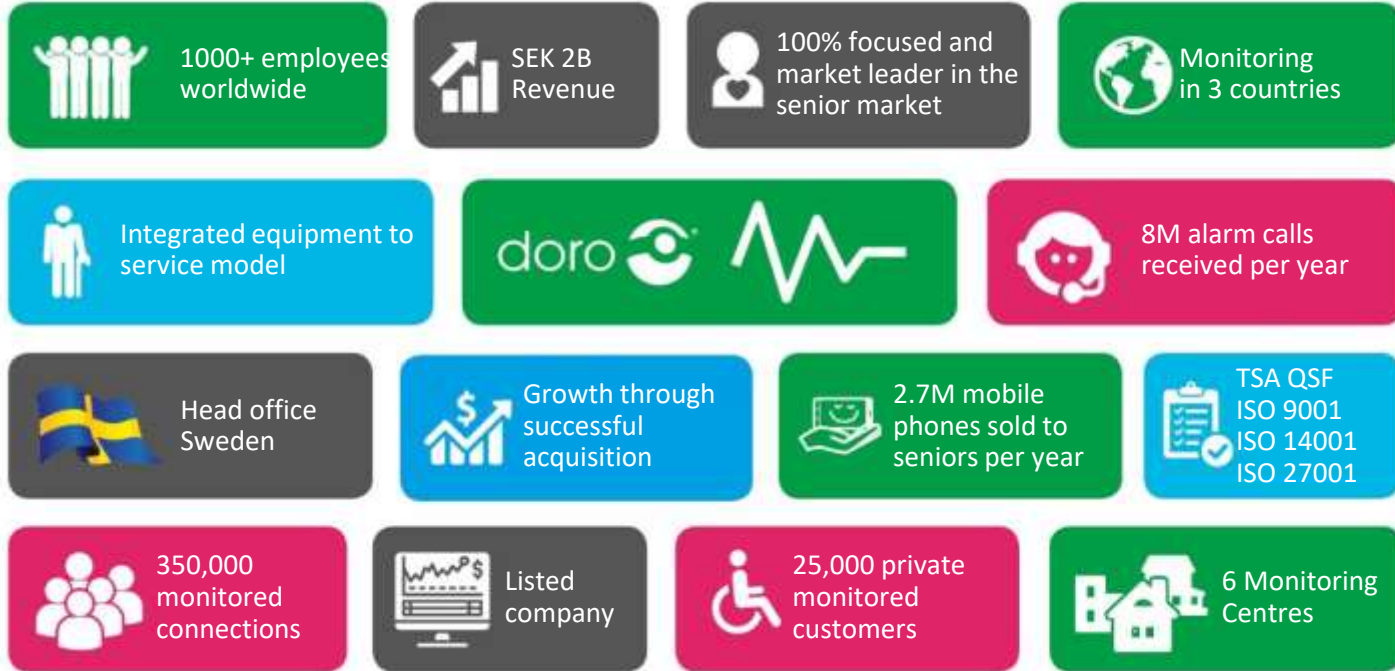 1000+ employees
worldwide
SEK 2B
Revenue
100% focused and
market leader in the
senior market
Monitoring
in 3 countries
Integrated equipment to
service model
doro
8M alarm calls
received per year
Head office
Sweden
$
Growth through
successful
acquisition
2.7M mobile
phones sold to
seniors per year
TSA QSF
ISO 9001
ISO 14001
ISO 27001
350,000
monitored
connections
$
Listed
company
25,000 private
monitored
customers
6 Monitoring
Centres